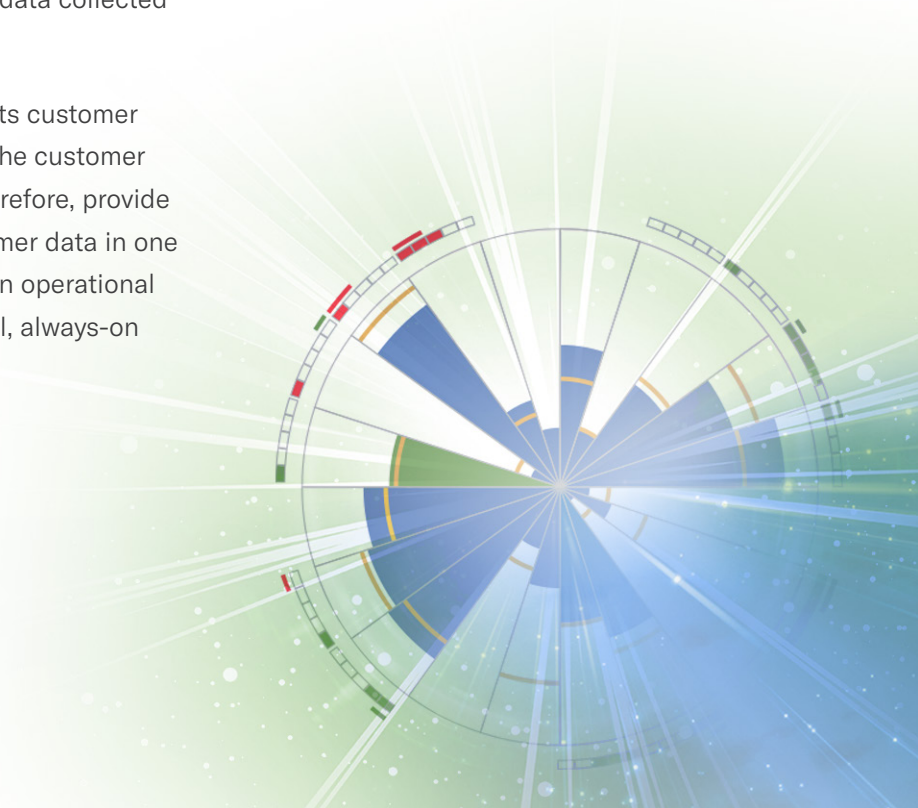 data collected
ts customer
he customer
refore, provide
mer data in one
n operational
l, always-on